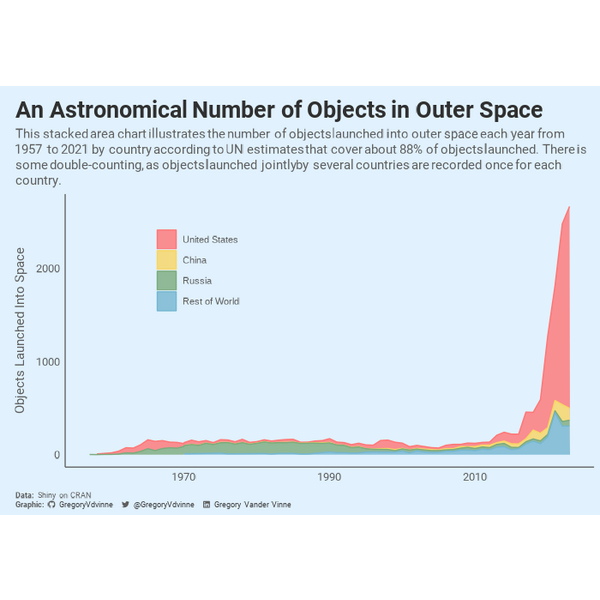 An Astronomical Number of Objects in Outer Space
This stacked area chart illustrates the number of objects launched into outer space each year from
1957 to 2021 by country according to UN estimates that cover about 88% of objects launched. There is
some double-counting, as objects launched jointly by several countries are recorded once for each
country.
United States
China
Russia
Rest of World
Objects Launched Into Space
2000
1000
0
1970 1990 2010
Data: Shiny on CRAN
Graphic: GregoryVdvinne @GregoryVdvinne Gregory Vander Vinne